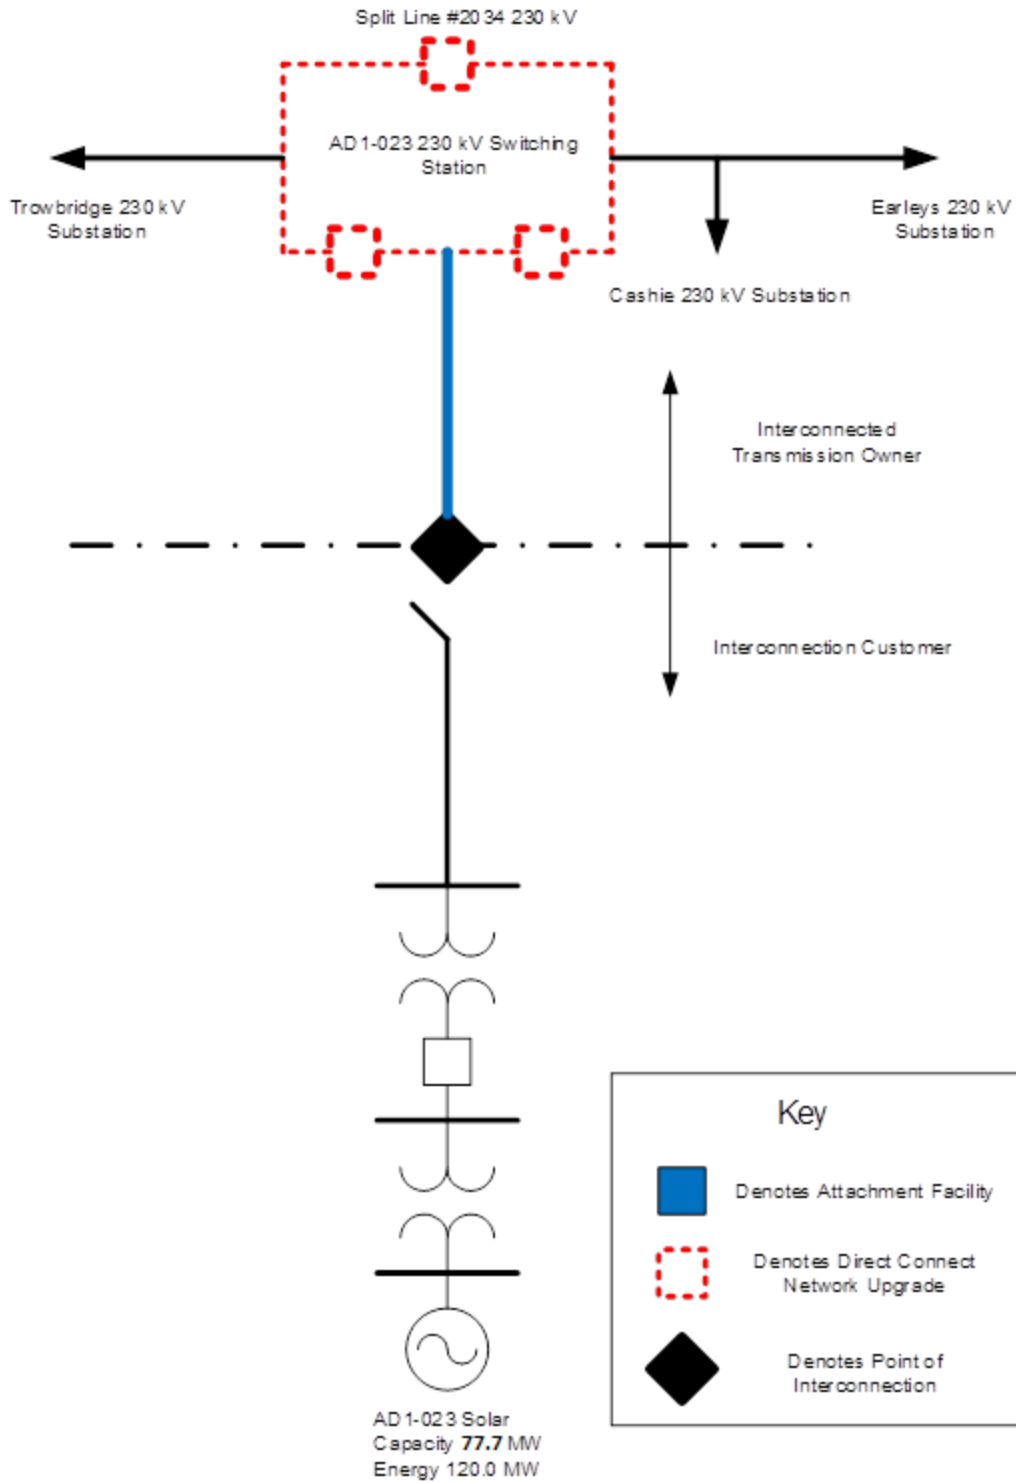 Split Line #2034 230 kV
AD1-023 230 kV Switching
Station
Trowbridge 230 kV
Substation
Earleys 230 kV
Substation
Cashie 230 kV Substation
Interconnected
Transmission Owner
Interconnection Customer
Key
Denotes Attachment Facility
Denotes Direct Connect
Network Upgrade
Denotes Point of
Interconnection
AD1-023 Solar
Capacity 77.7 MW
Energy 120.0 MW